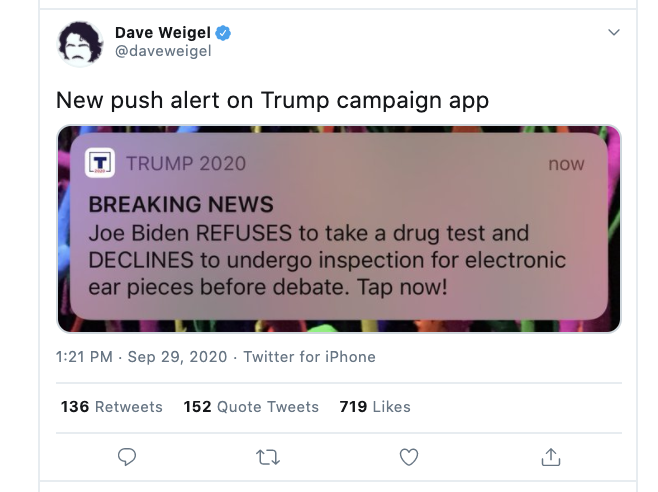 Dave Weigel
@daveweigel
New push alert on Trump campaign app
T
TRUMP 2020
now
BREAKING NEWS
Joe Biden REFUSES to take a drug test and
DECLINES to undergo inspection for electronic
ear pieces before debate. Tap now!
1:21 PM · Sep 29, 2020 · Twitter for iPhone
136 Retweets 152 Quote Tweets 719 Likes